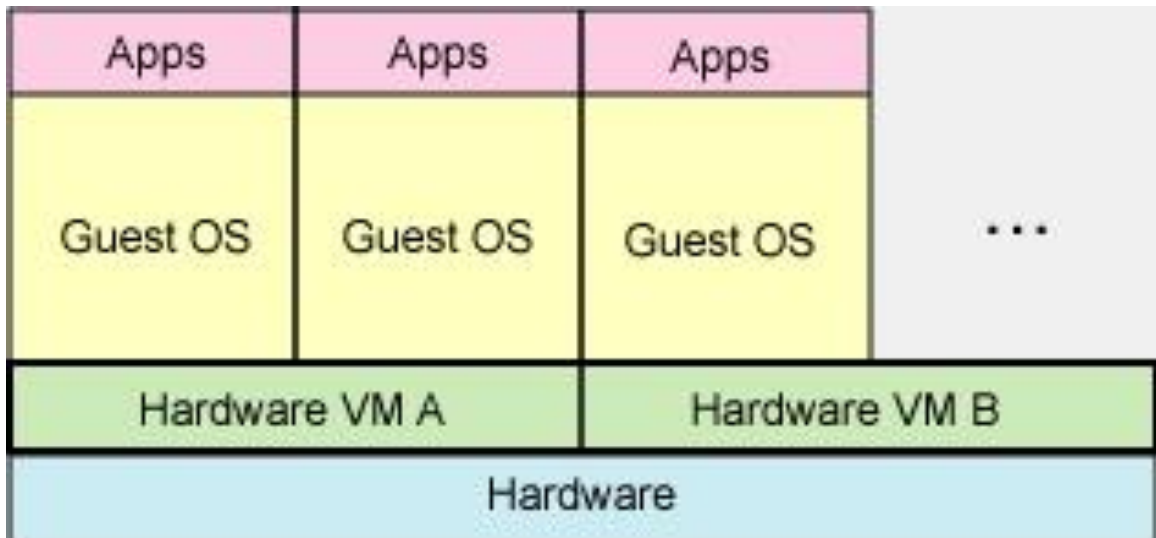 Apps Apps Apps
Guest OS Guest OS Guest OS ...
Hardware VM A Hardware VM B
Hardware